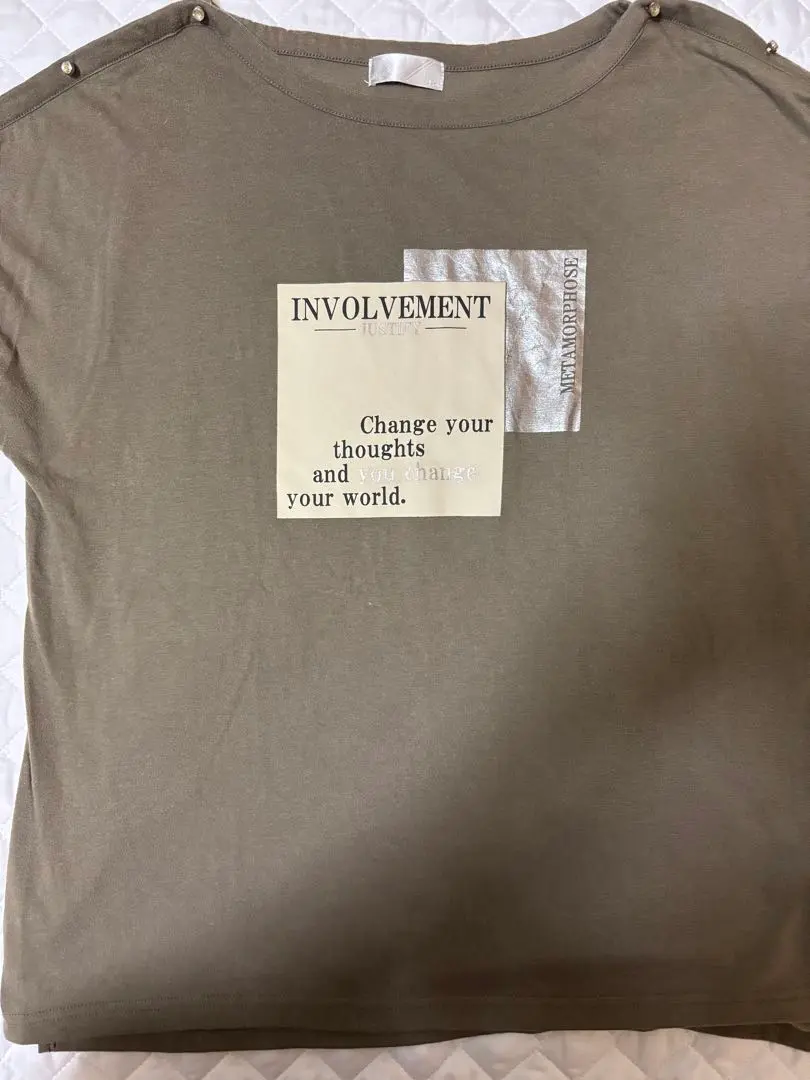 INVOLVEMENT
JUSTIFY
Change your
thoughts
and you change
your world.
METAMORPHOSE